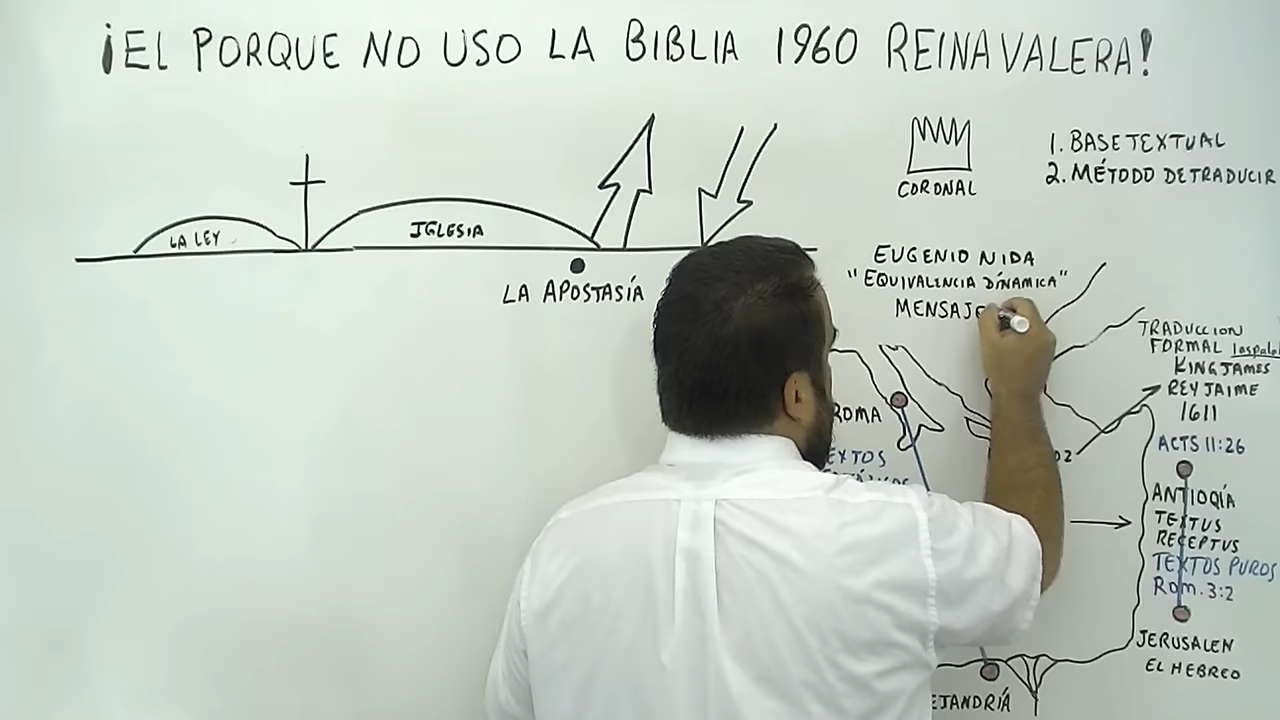 ¡EL PORQUE NO USO LA BIBLIA 1960 REINA VALERA!
CORONAL
1. BASE TEXTUAL
2. MÉTODO DE TRADUCIR
LA LEY
IGLESIA
LA APOSTASÍA
EUGENIO NIDA
"EQUIVALENCIA DÍNAMICA"
MENSAJE
TRADUCCION
FORMAL
KING JAMES
REY JAIME
1611
ROMA
ACTS 11:26
ANTIOQÍA
TEXTUS
RECEPTUS
TEXTOS PUROS
Rom. 3:2
JERUSALEN
EL HEBREO